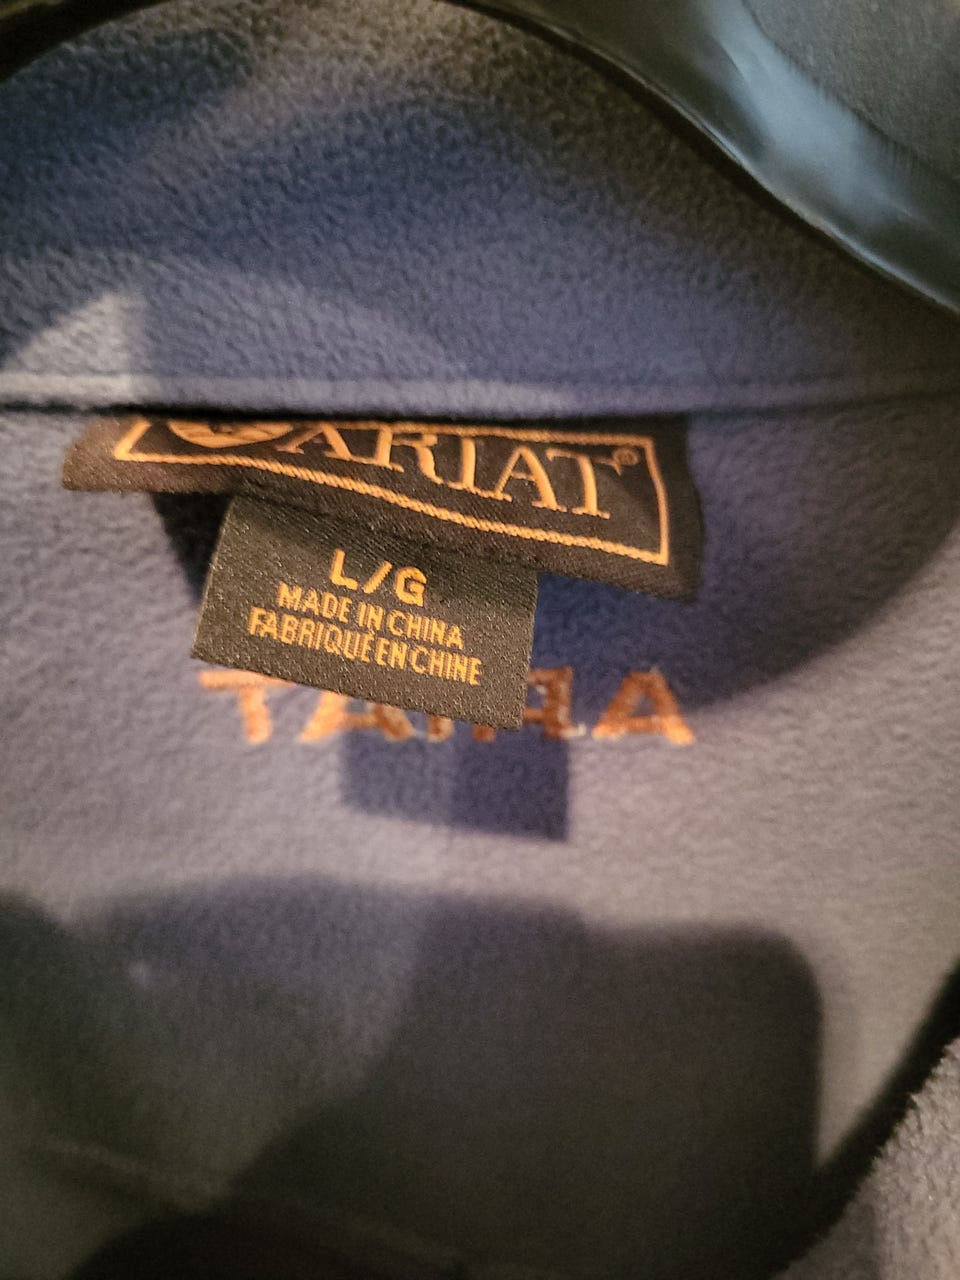 ARIAT®
L/G
MADE IN CHINA
FABRIQUÉ EN CHINE